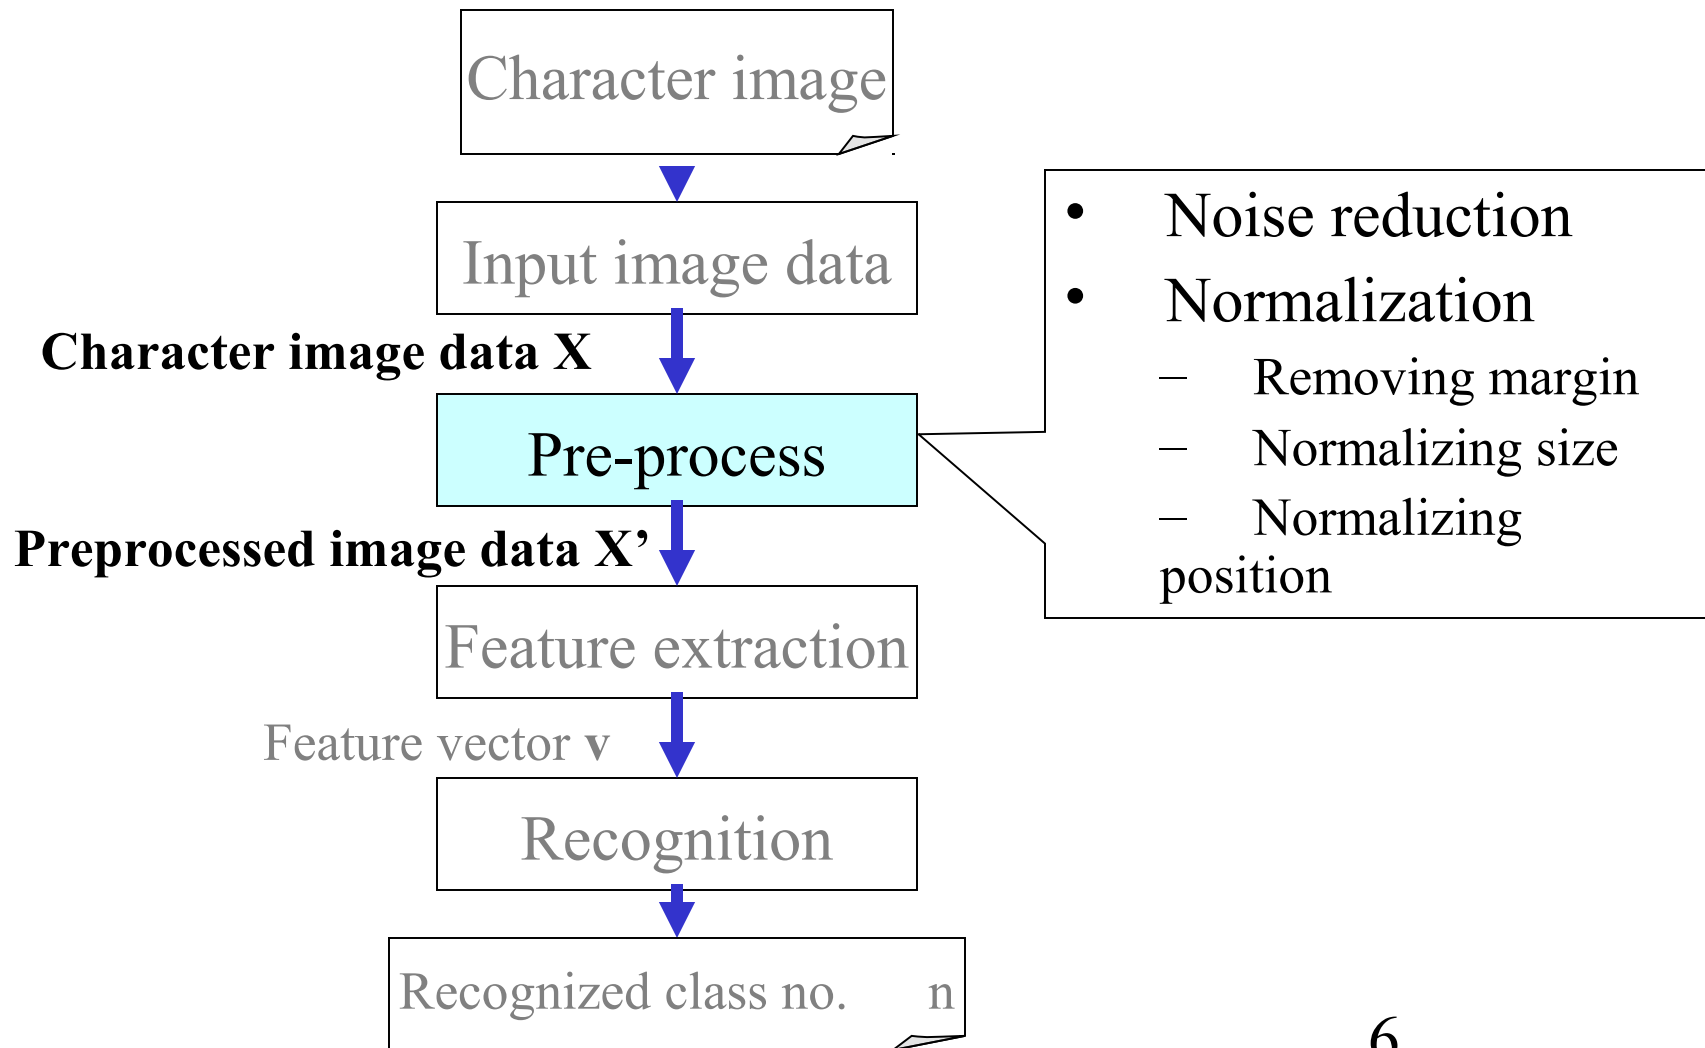 Character image
Input image data
Character image data X
Pre-process
Preprocessed image data X’
Feature extraction
Feature vector v
Recognition
Recognized class no. n
• Noise reduction
• Normalization
– Removing margin
– Normalizing size
– Normalizing
position
6